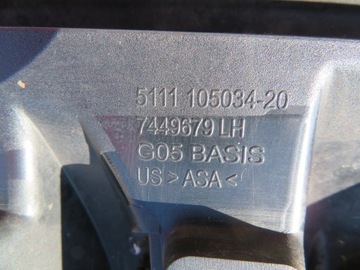 5111 105034-20
7449679 LH
G05 BASIS
US >ASA<